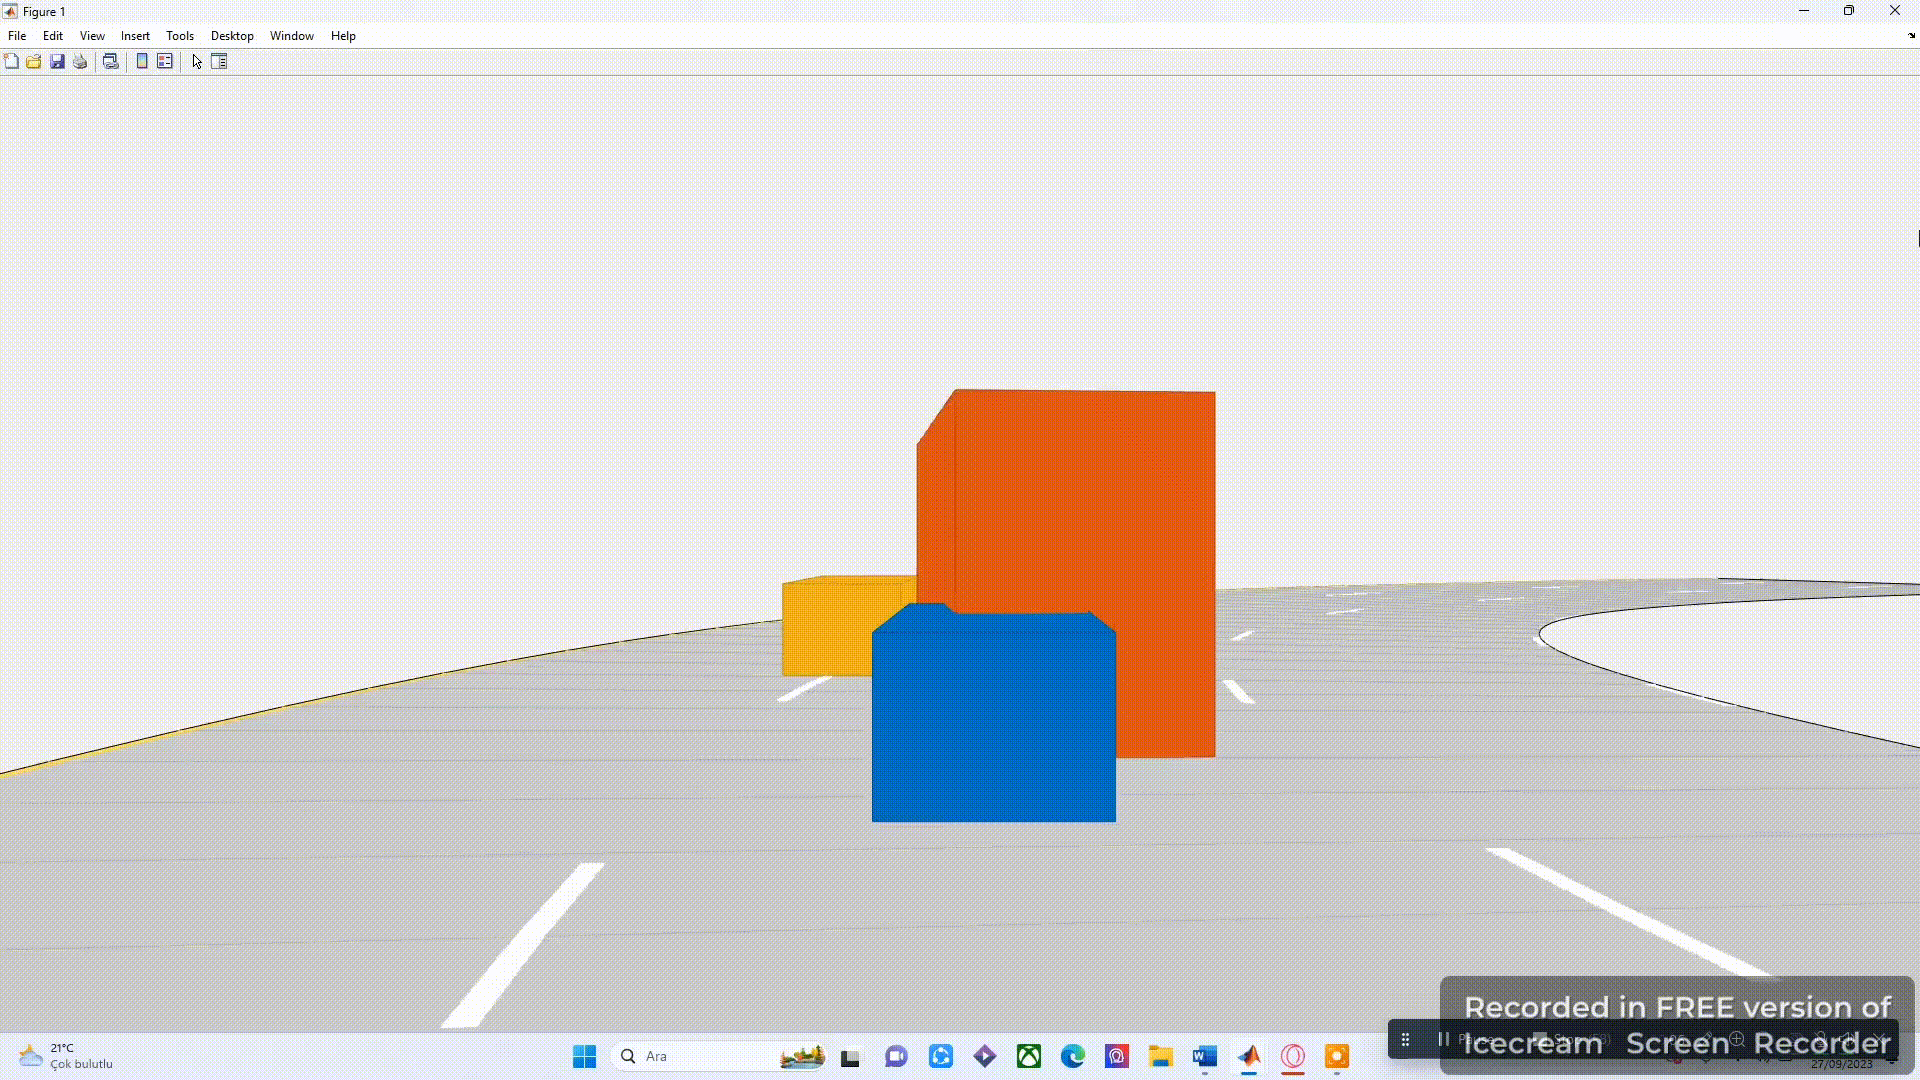 Figure 1
File Edit View Insert Tools Desktop Window Help
Recorded in FREE version of
Icecream Screen Recorder
21°C
Çok bulutlu
Ara
27/09/2023